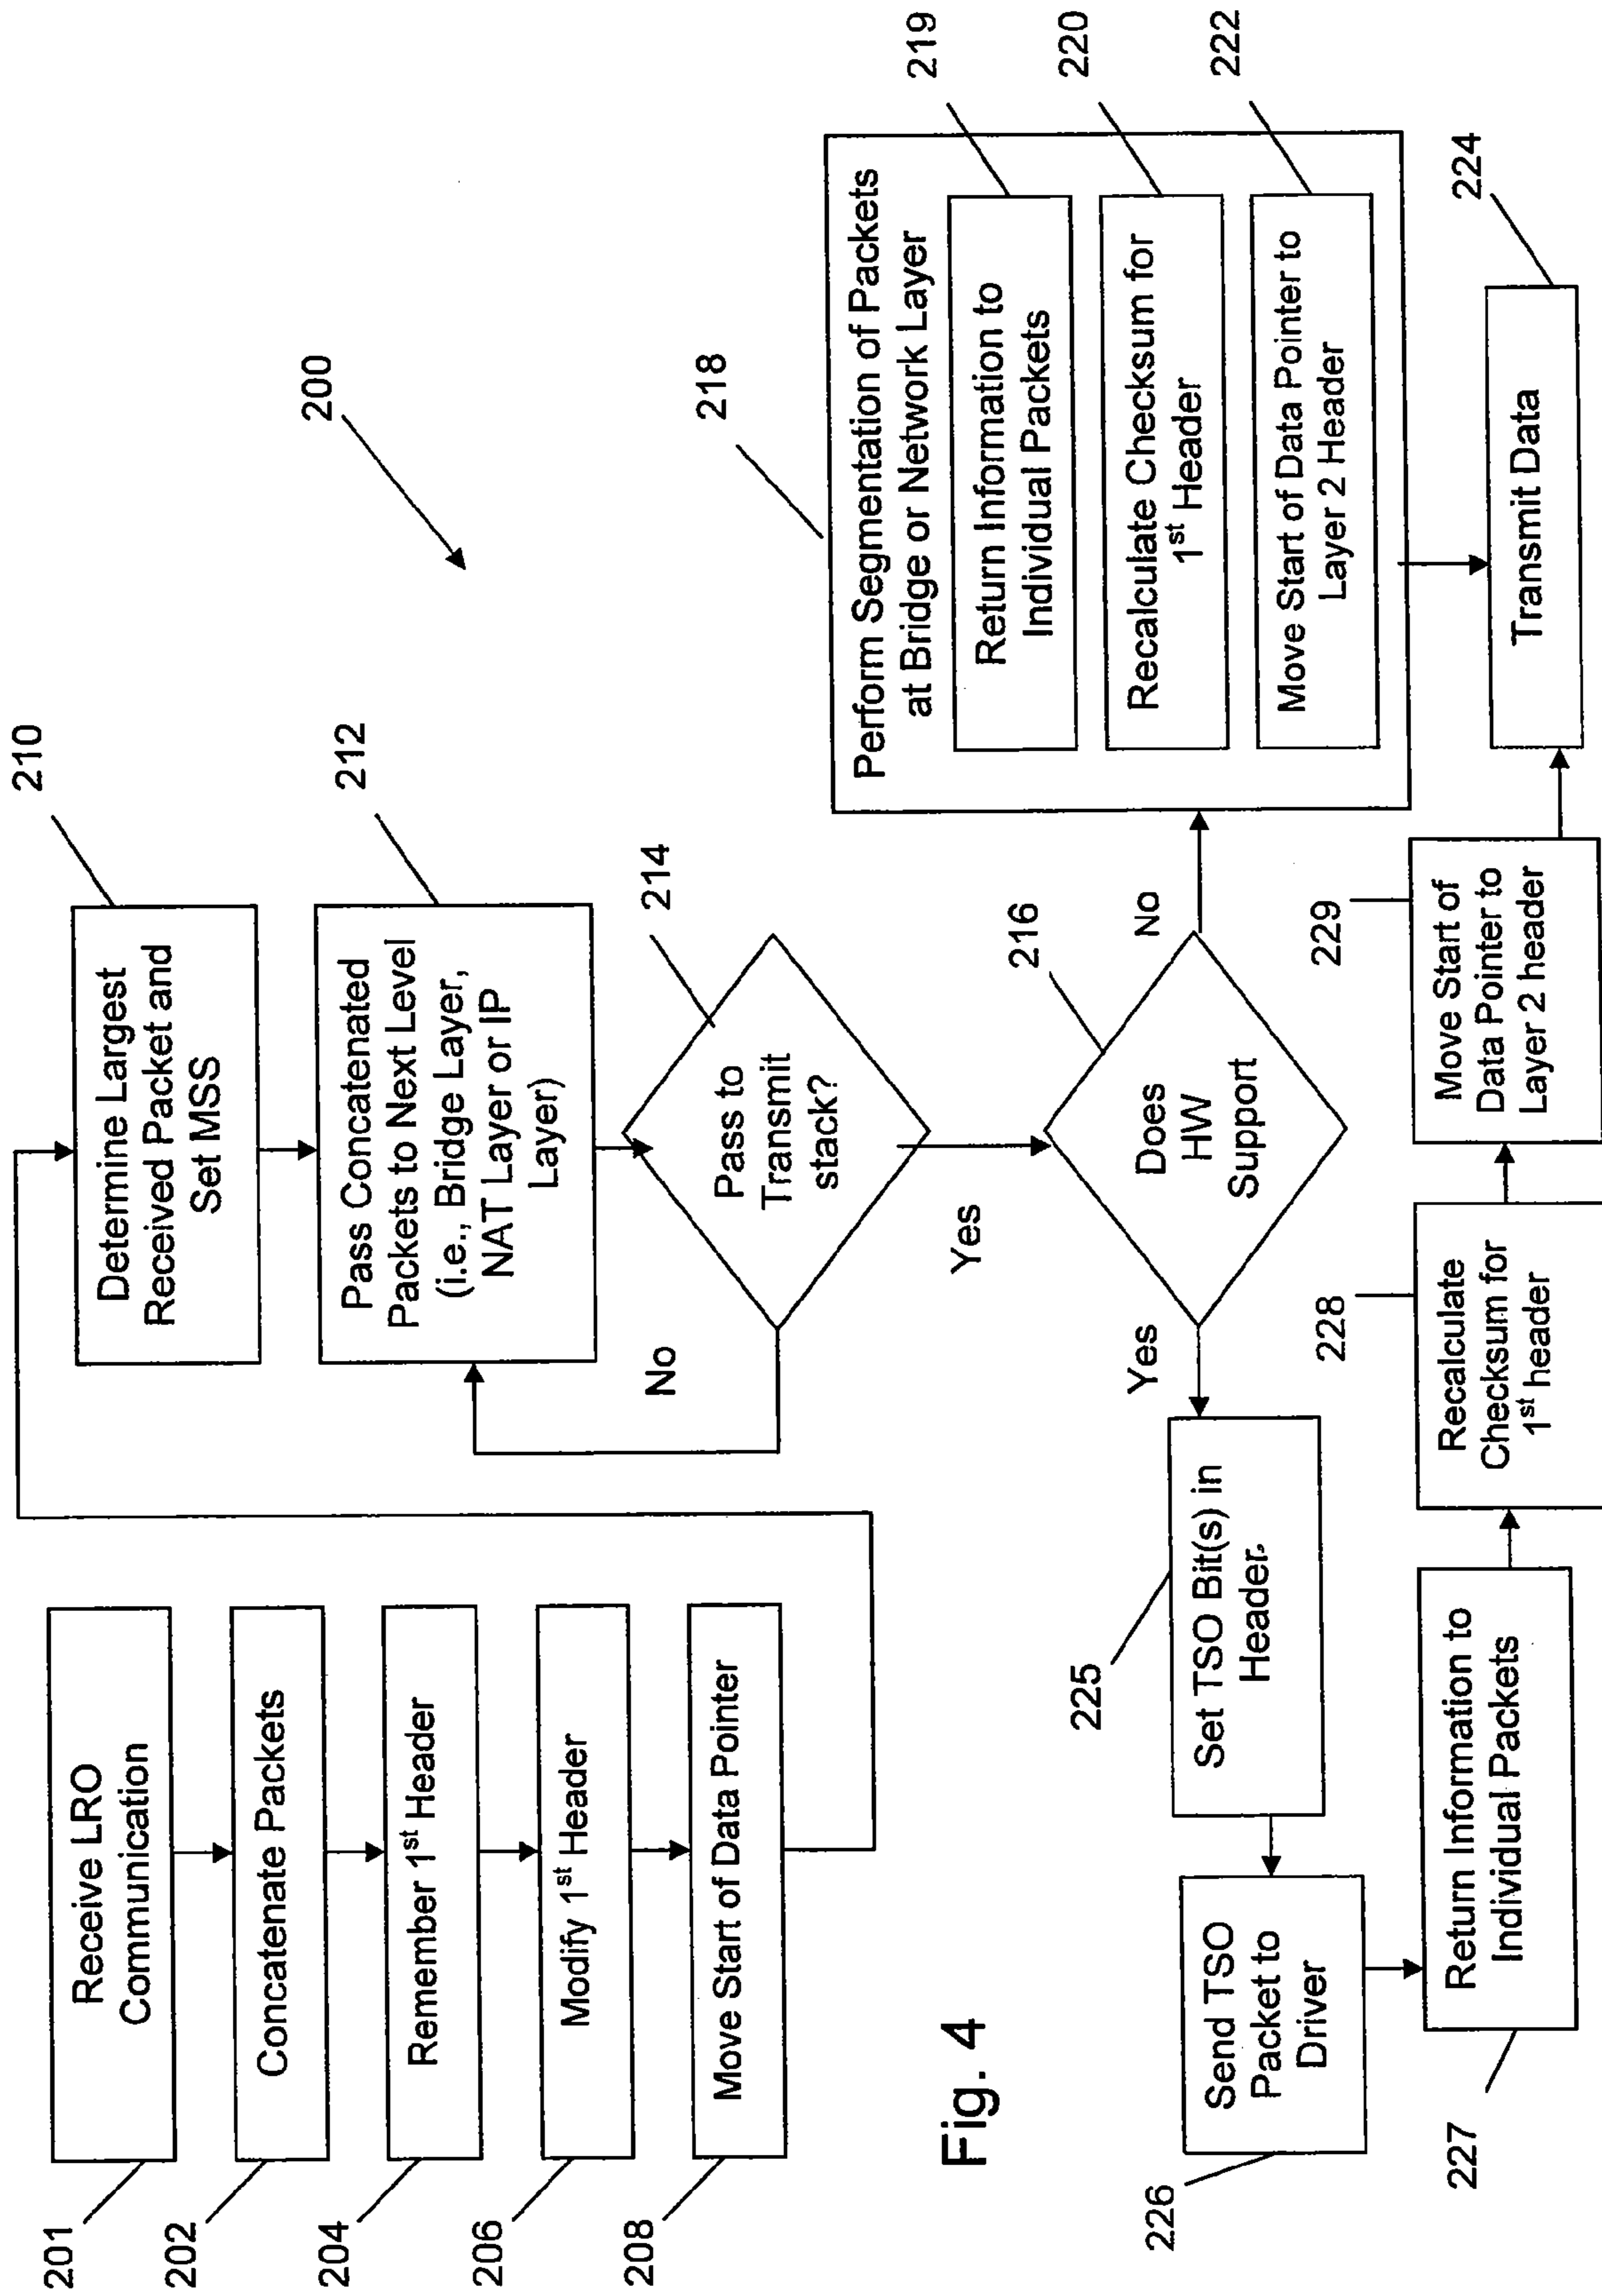 200
201
Receive LRO
Communication
202
Concatenate Packets
204
Remember 1st Header
206
Modify 1st Header
208
Move Start of Data Pointer
210
Determine Largest
Received Packet and
Set MSS
212
Pass Concatenated
Packets to Next Level
(i.e., Bridge Layer,
NAT Layer or IP
Layer)
214
Pass to
Transmit
stack?
No
Yes
216
Does
HW
Support
No
Yes
218
Perform Segmentation of Packets
at Bridge or Network Layer
219
Return Information to
Individual Packets
220
Recalculate Checksum for
1st Header
222
Move Start of Data Pointer to
Layer 2 Header
224
Transmit Data
225
Set TSO Bit(s) in
Header.
226
Send TSO
Packet to
Driver
227
Return Information to
Individual Packets
228
Recalculate
Checksum for
1st header
229
Move Start of
Data Pointer to
Layer 2 header
Fig. 4